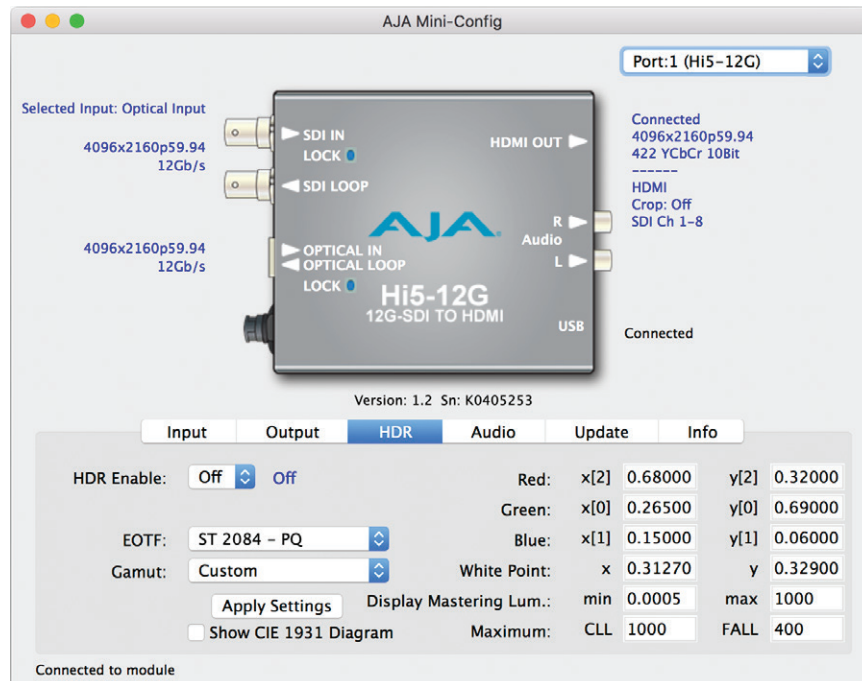 AJA Mini-Config
Port:1 (Hi5-12G)
Selected Input: Optical Input
4096x2160p59.94
12Gb/s
4096x2160p59.94
12Gb/s
SDI IN
LOCK
SDI LOOP
OPTICAL IN
OPTICAL LOOP
LOCK
HDMI OUT
AJA
R
Audio
L
Hi5-12G
12G-SDI TO HDMI
USB
Connected
4096x2160p59.94
422 YCbCr 10Bit
------
HDMI
Crop: Off
SDI Ch 1-8
Connected
Version: 1.2 Sn: K0405253
Input Output HDR Audio Update Info
HDR Enable: Off Off
EOTF: ST 2084 - PQ
Gamut: Custom
Apply Settings
Show CIE 1931 Diagram
Red: x[2] 0.68000 y[2] 0.32000
Green: x[0] 0.26500 y[0] 0.69000
Blue: x[1] 0.15000 y[1] 0.06000
White Point: x 0.31270 y 0.32900
Display Mastering Lum.: min 0.0005 max 1000
Maximum: CLL 1000 FALL 400
Connected to module